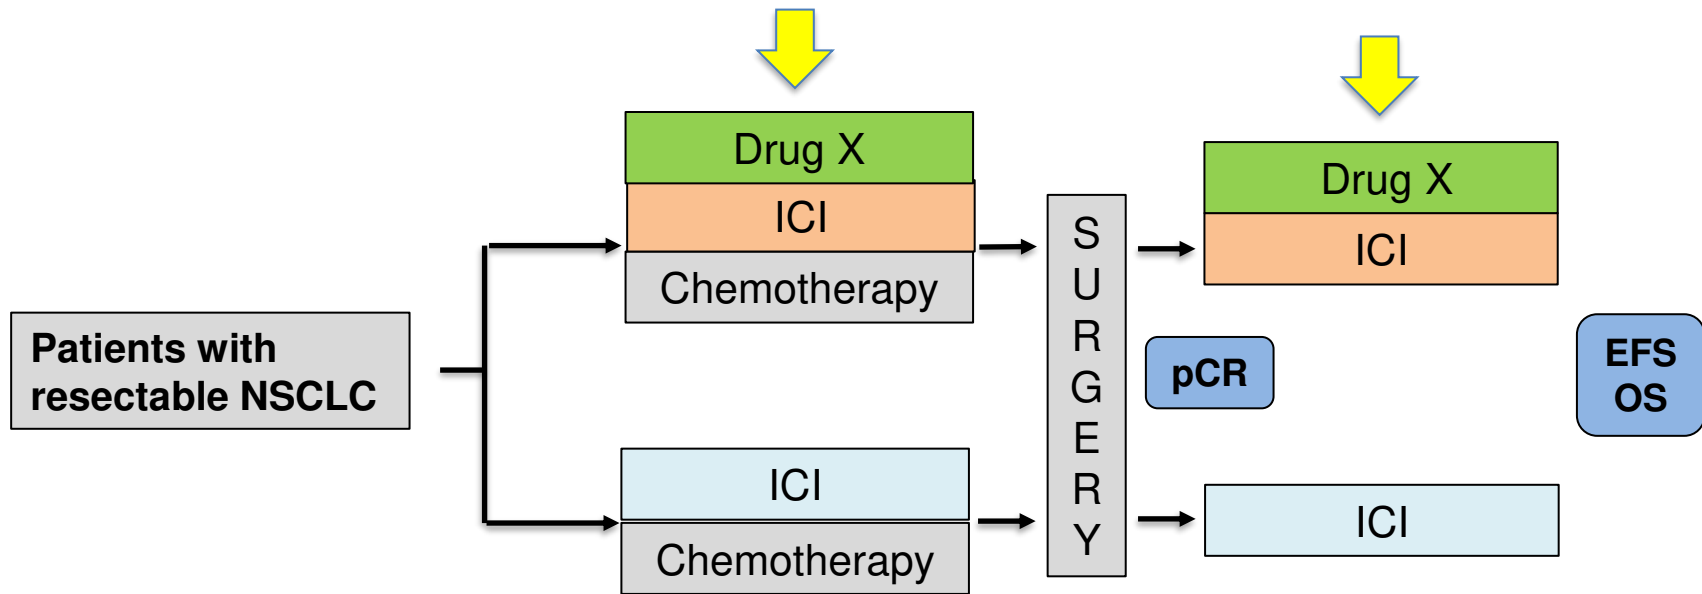 Patients with
resectable NSCLC
Drug X
ICI
Chemotherapy
ICI
Chemotherapy
S
U
R
G
E
R
Y
pCR
Drug X
ICI
ICI
EFS
OS